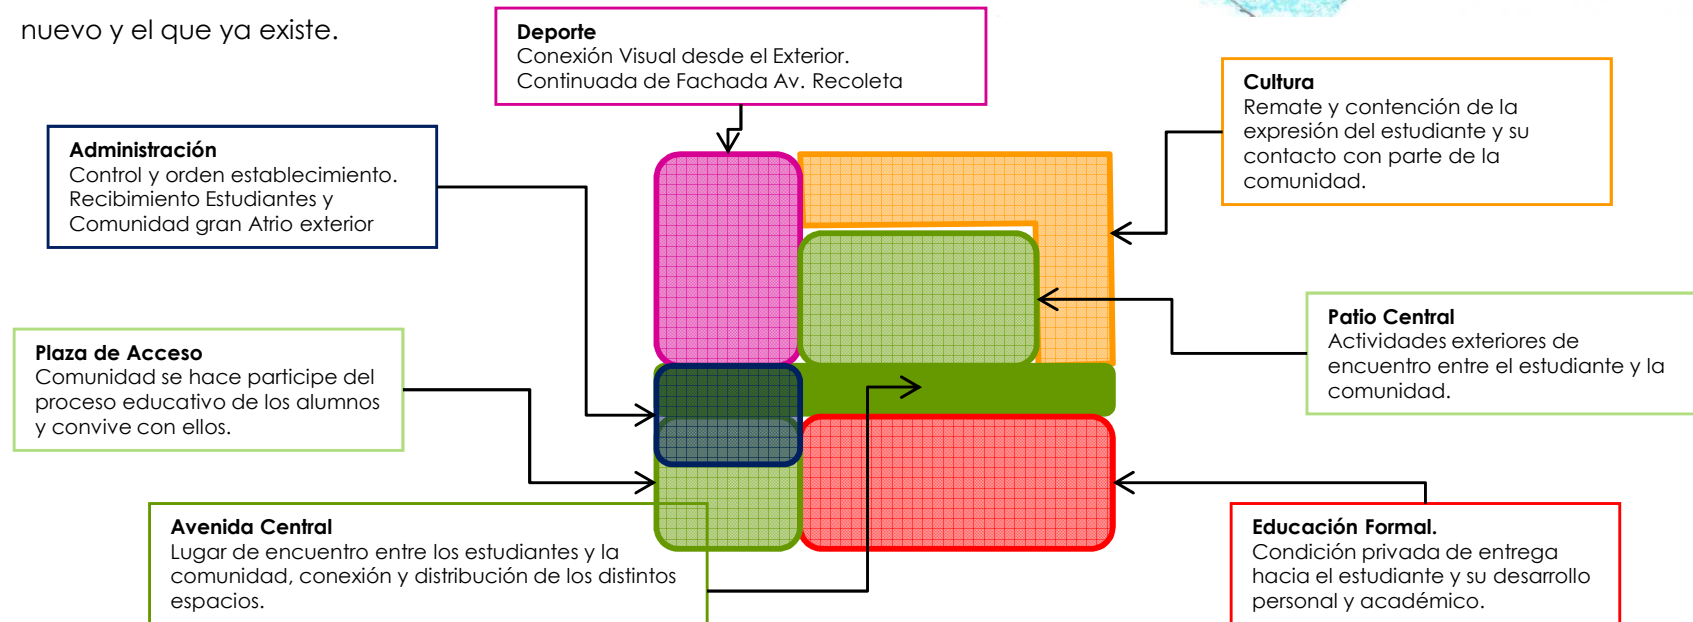 nuevo y el que ya existe.
Deporte
Conexión Visual desde el Exterior.
Continuada de Fachada Av. Recoleta
Cultura
Remate y contención de la
expresión del estudiante y su
contacto con parte de la
comunidad.
Administración
Control y orden establecimiento.
Recibimiento Estudiantes y
Comunidad gran Atrio exterior
Patio Central
Actividades exteriores de
encuentro entre el estudiante y la
comunidad.
Plaza de Acceso
Comunidad se hace participe del
proceso educativo de los alumnos
y convive con ellos.
Avenida Central
Lugar de encuentro entre los estudiantes y la
comunidad, conexión y distribución de los distintos
espacios.
Educación Formal.
Condición privada de entrega
hacia el estudiante y su desarrollo
personal y académico.